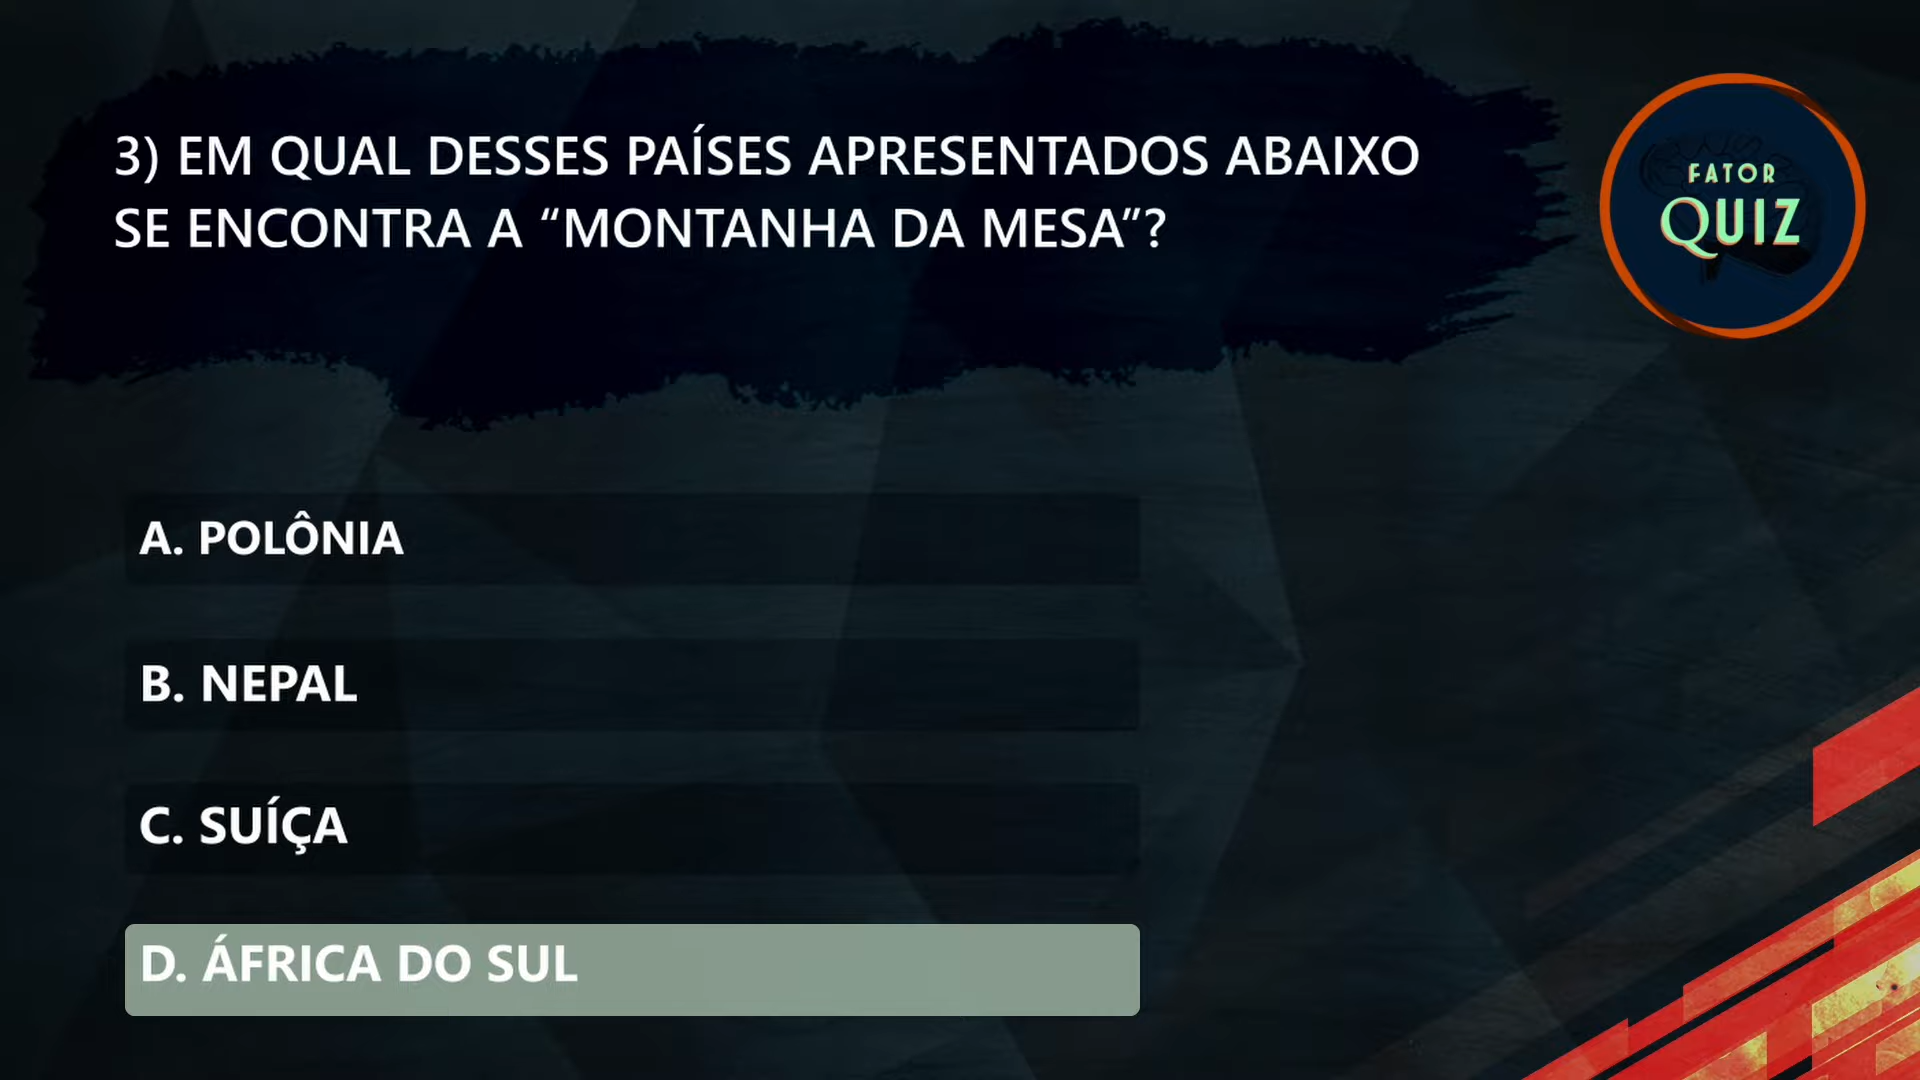 3) EM QUAL DESSES PAÍSES APRESENTADOS ABAIXO
SE ENCONTRA A “MONTANHA DA MESA”?
FATOR
QUIZ
A. POLÔNIA
B. NEPAL
C. SUÍÇA
D. ÁFRICA DO SUL